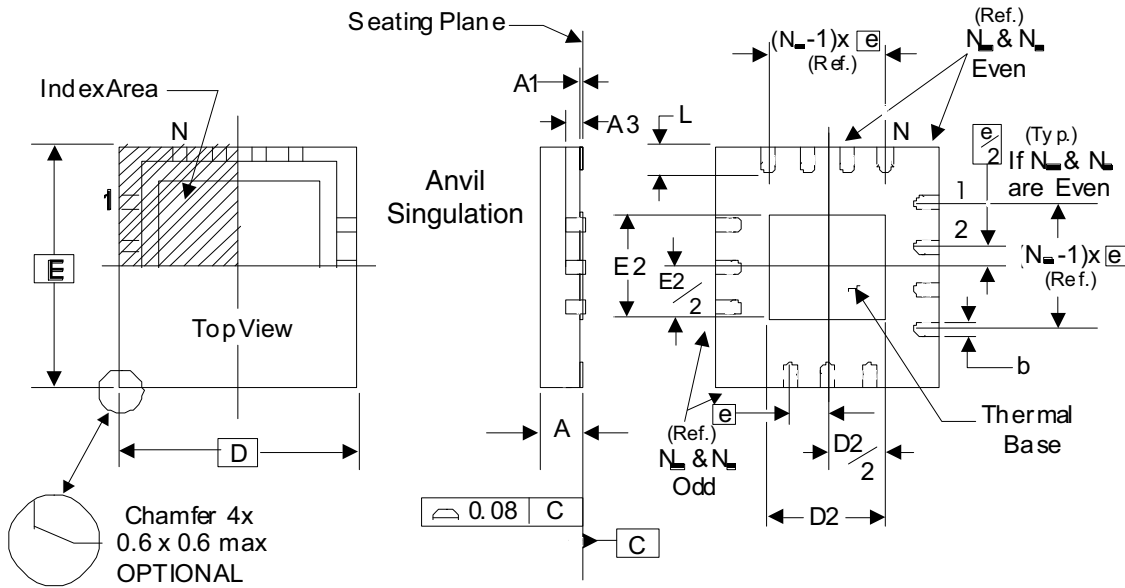 Seating Plane
IndexArea
N
1
E
TopView
D
Chamfer 4x
0.6 x 0.6 max
OPTIONAL
A1
A3
Anvil
Singulation
A
0.08 C
C
L
E2
E2/2
(N -1)x e
(Ref.)
(Ref.)
N & N
Even
N
e/2
(Typ.)
If N & N
are Even
1
2
(N -1)x e
(Ref.)
b
Thermal
Base
e
(Ref.)
N & N
Odd
D2/2
D2